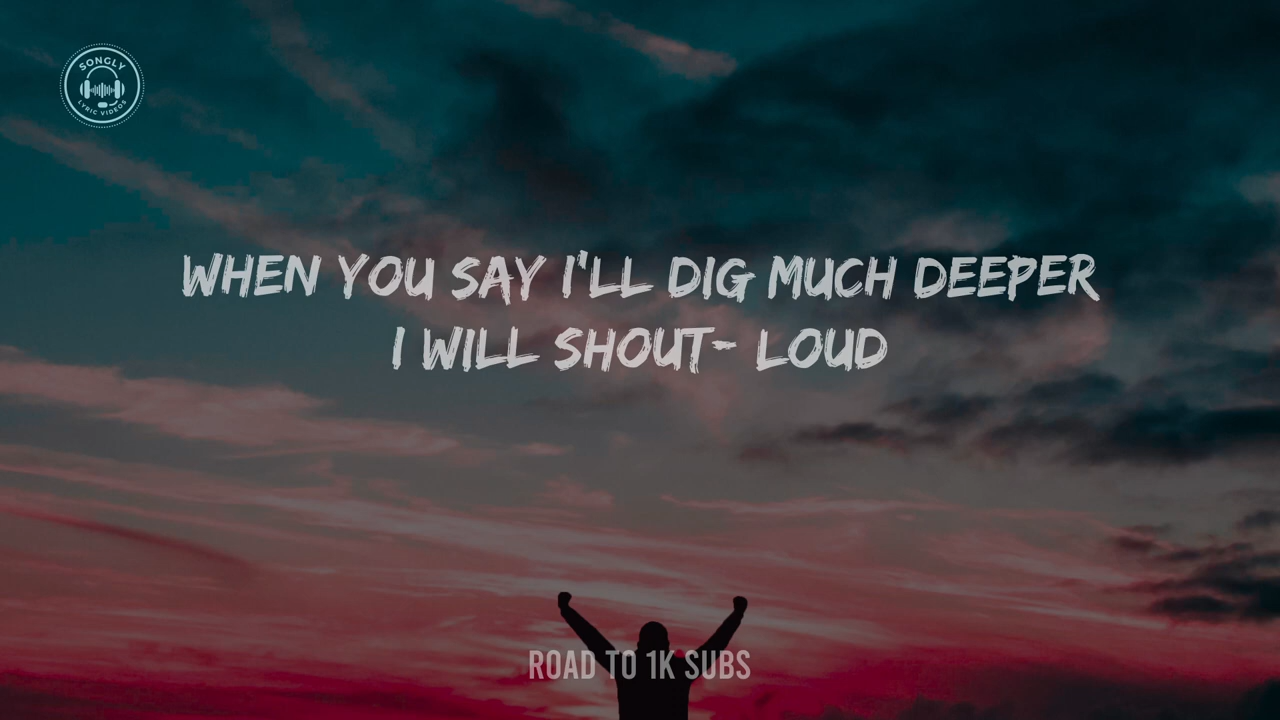 SONGLY
LYRIC VIDEOS
WHEN YOU SAY I'LL DIG MUCH DEEPER
I WILL SHOUT- LOUD
ROAD TO 1K SUBS